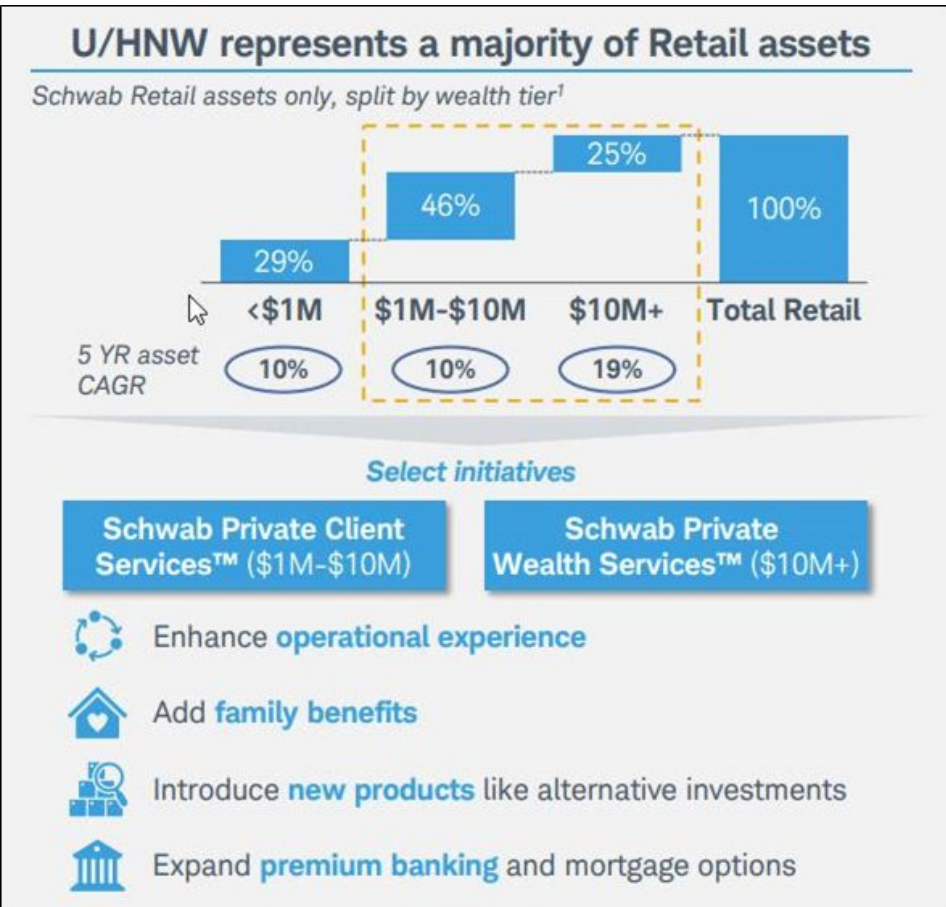 U/HNW represents a majority of Retail assets
Schwab Retail assets only, split by wealth tier¹
25%
46%
100%
29%
<$1M $1M-$10M $10M+ Total Retail
5 YR asset
CAGR
10% 10% 19%
Select initiatives
Schwab Private Client
Services™ ($1M-$10M)
Schwab Private
Wealth Services™ ($10M+)
Enhance operational experience
Add family benefits
Introduce new products like alternative investments
Expand premium banking and mortgage options